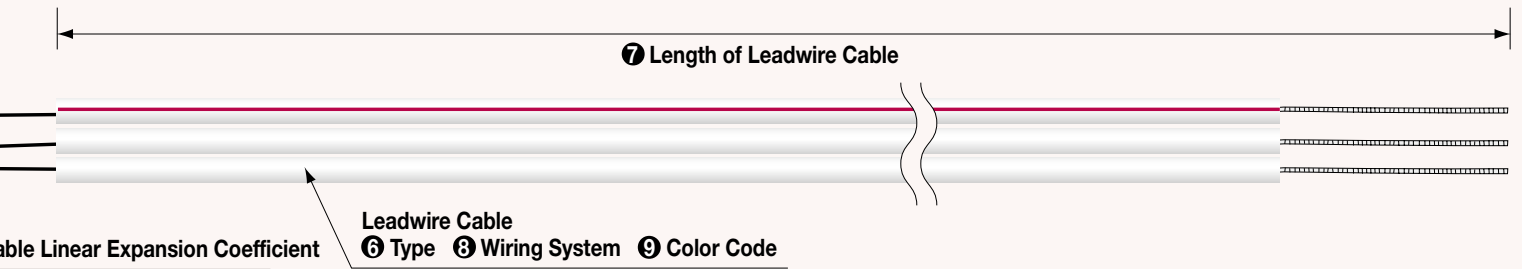 ❼ Length of Leadwire Cable
Leadwire Cable
able Linear Expansion Coefficient
❻ Type ❽ Wiring System ❾ Color Code